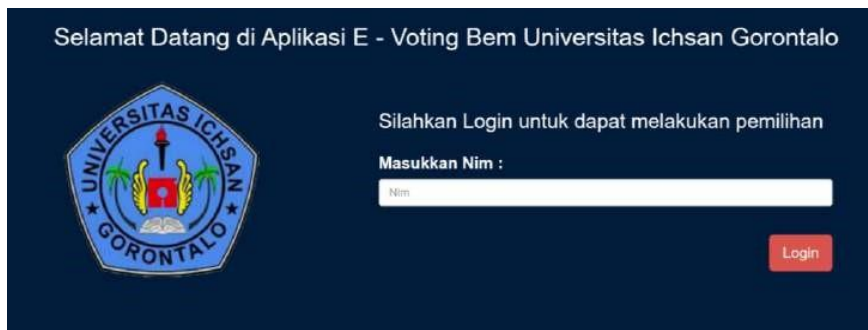 Selamat Datang di Aplikasi E - Voting Bem Universitas Ichsan Gorontalo
UNIVERSITAS ICHSAN
GORONTALO
Silahkan Login untuk dapat melakukan pemilihan
Masukkan Nim :
Nim
Login